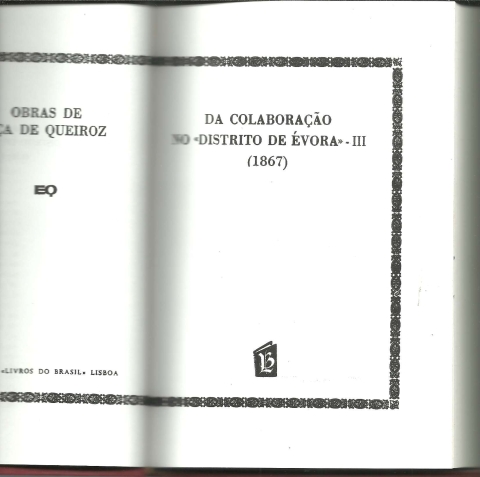 OBRAS DE
ÇA DE QUEIROZ
EQ
«LIVROS DO BRASIL» LISBOA
DA COLABORAÇÃO
NO «DISTRITO DE ÉVORA» - III
(1867)
B